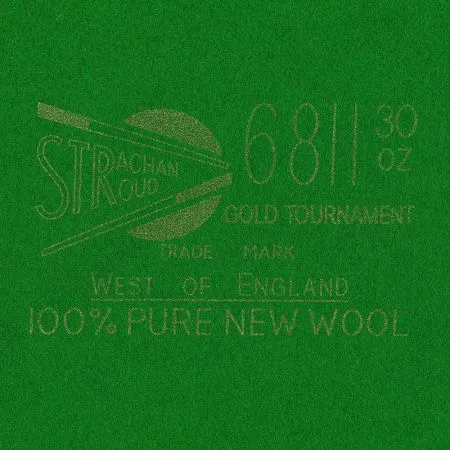 STRACHAN
STROUD
6811 30 OZ
GOLD TOURNAMENT
TRADE MARK
WEST OF ENGLAND
100% PURE NEW WOOL